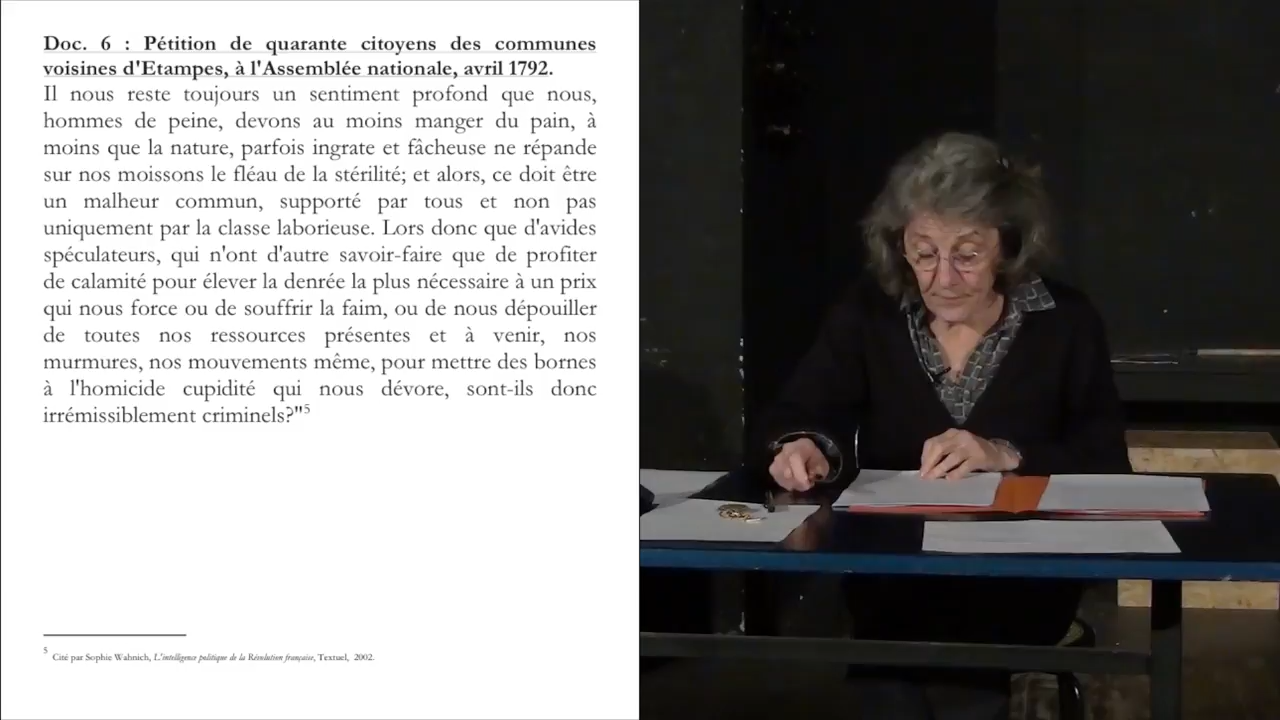 Doc. 6 : Pétition de quarante citoyens des communes
voisines d'Etampes, à l'Assemblée nationale, avril 1792.
Il nous reste toujours un sentiment profond que nous,
hommes de peine, devons au moins manger du pain, à
moins que la nature, parfois ingrate et fâcheuse ne répande
sur nos moissons le fléau de la stérilité; et alors, ce doit être
un malheur commun, supporté par tous et non pas
uniquement par la classe laborieuse. Lors donc que d'avides
spéculateurs, qui n'ont d'autre savoir-faire que de profiter
de calamité pour élever la denrée la plus nécessaire à un prix
qui nous force ou de souffrir la faim, ou de nous dépouiller
de toutes nos ressources présentes et à venir, nos
murmures, nos mouvements même, pour mettre des bornes
à l'homicide cupidité qui nous dévore, sont-ils donc
irrémissiblement criminels?"5
5 Cité par Sophie Wahnich, L'intelligence politique de la Révolution française, Textuel, 2002.